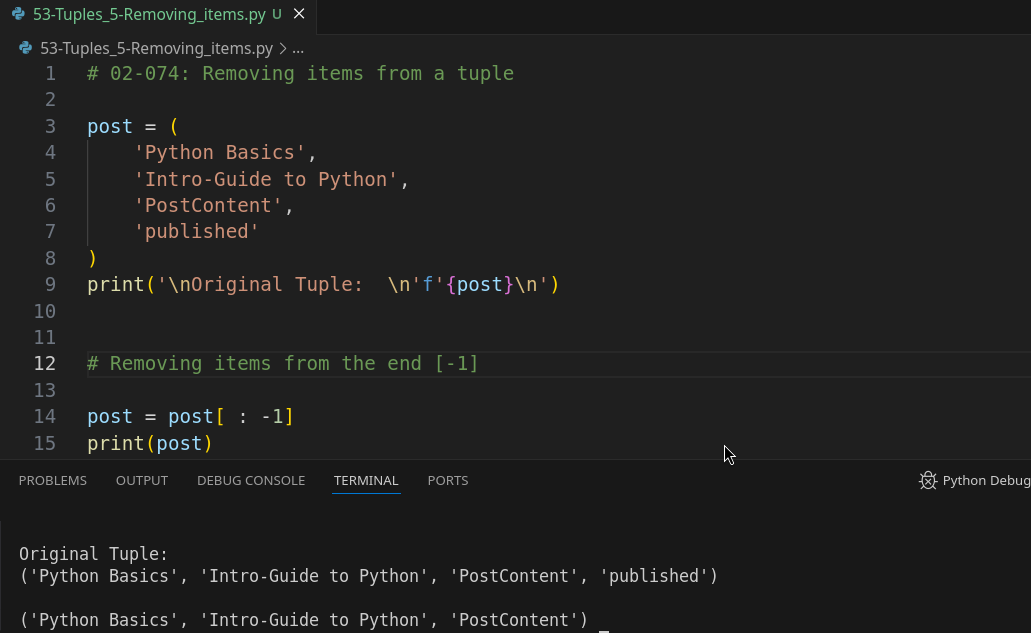 53-Tuples_5-Removing_items.py U ×
53-Tuples_5-Removing_items.py > ...
1 # 02-074: Removing items from a tuple
2
3 post = (
4     'Python Basics',
5     'Intro-Guide to Python',
6     'PostContent',
7     'published'
8 )
9 print('\nOriginal Tuple:  \n'f'{post}\n')
10
11
12 # Removing items from the end [-1]
13
14 post = post[ : -1]
15 print(post)
PROBLEMS OUTPUT DEBUG CONSOLE TERMINAL PORTS Python Debug
Original Tuple:
('Python Basics', 'Intro-Guide to Python', 'PostContent', 'published')
('Python Basics', 'Intro-Guide to Python', 'PostContent')